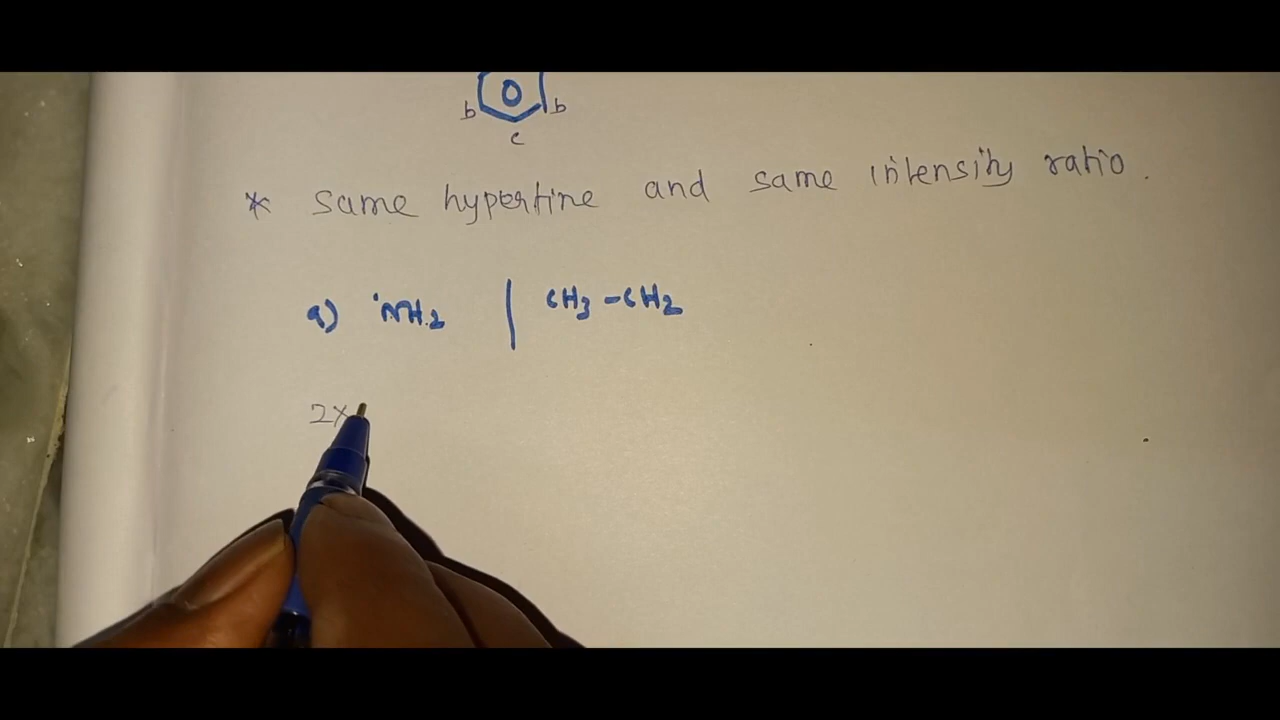 b b
c
* same hyperfine and same intensity ratio.
a) •NH2 | CH3-CH2
2x